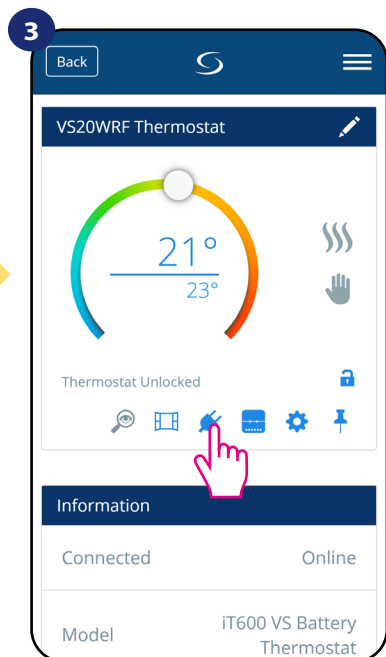 3
Back
VS20WRF Thermostat
21°
23°
Thermostat Unlocked
Information
Connected Online
Model iT600 VS Battery
Thermostat